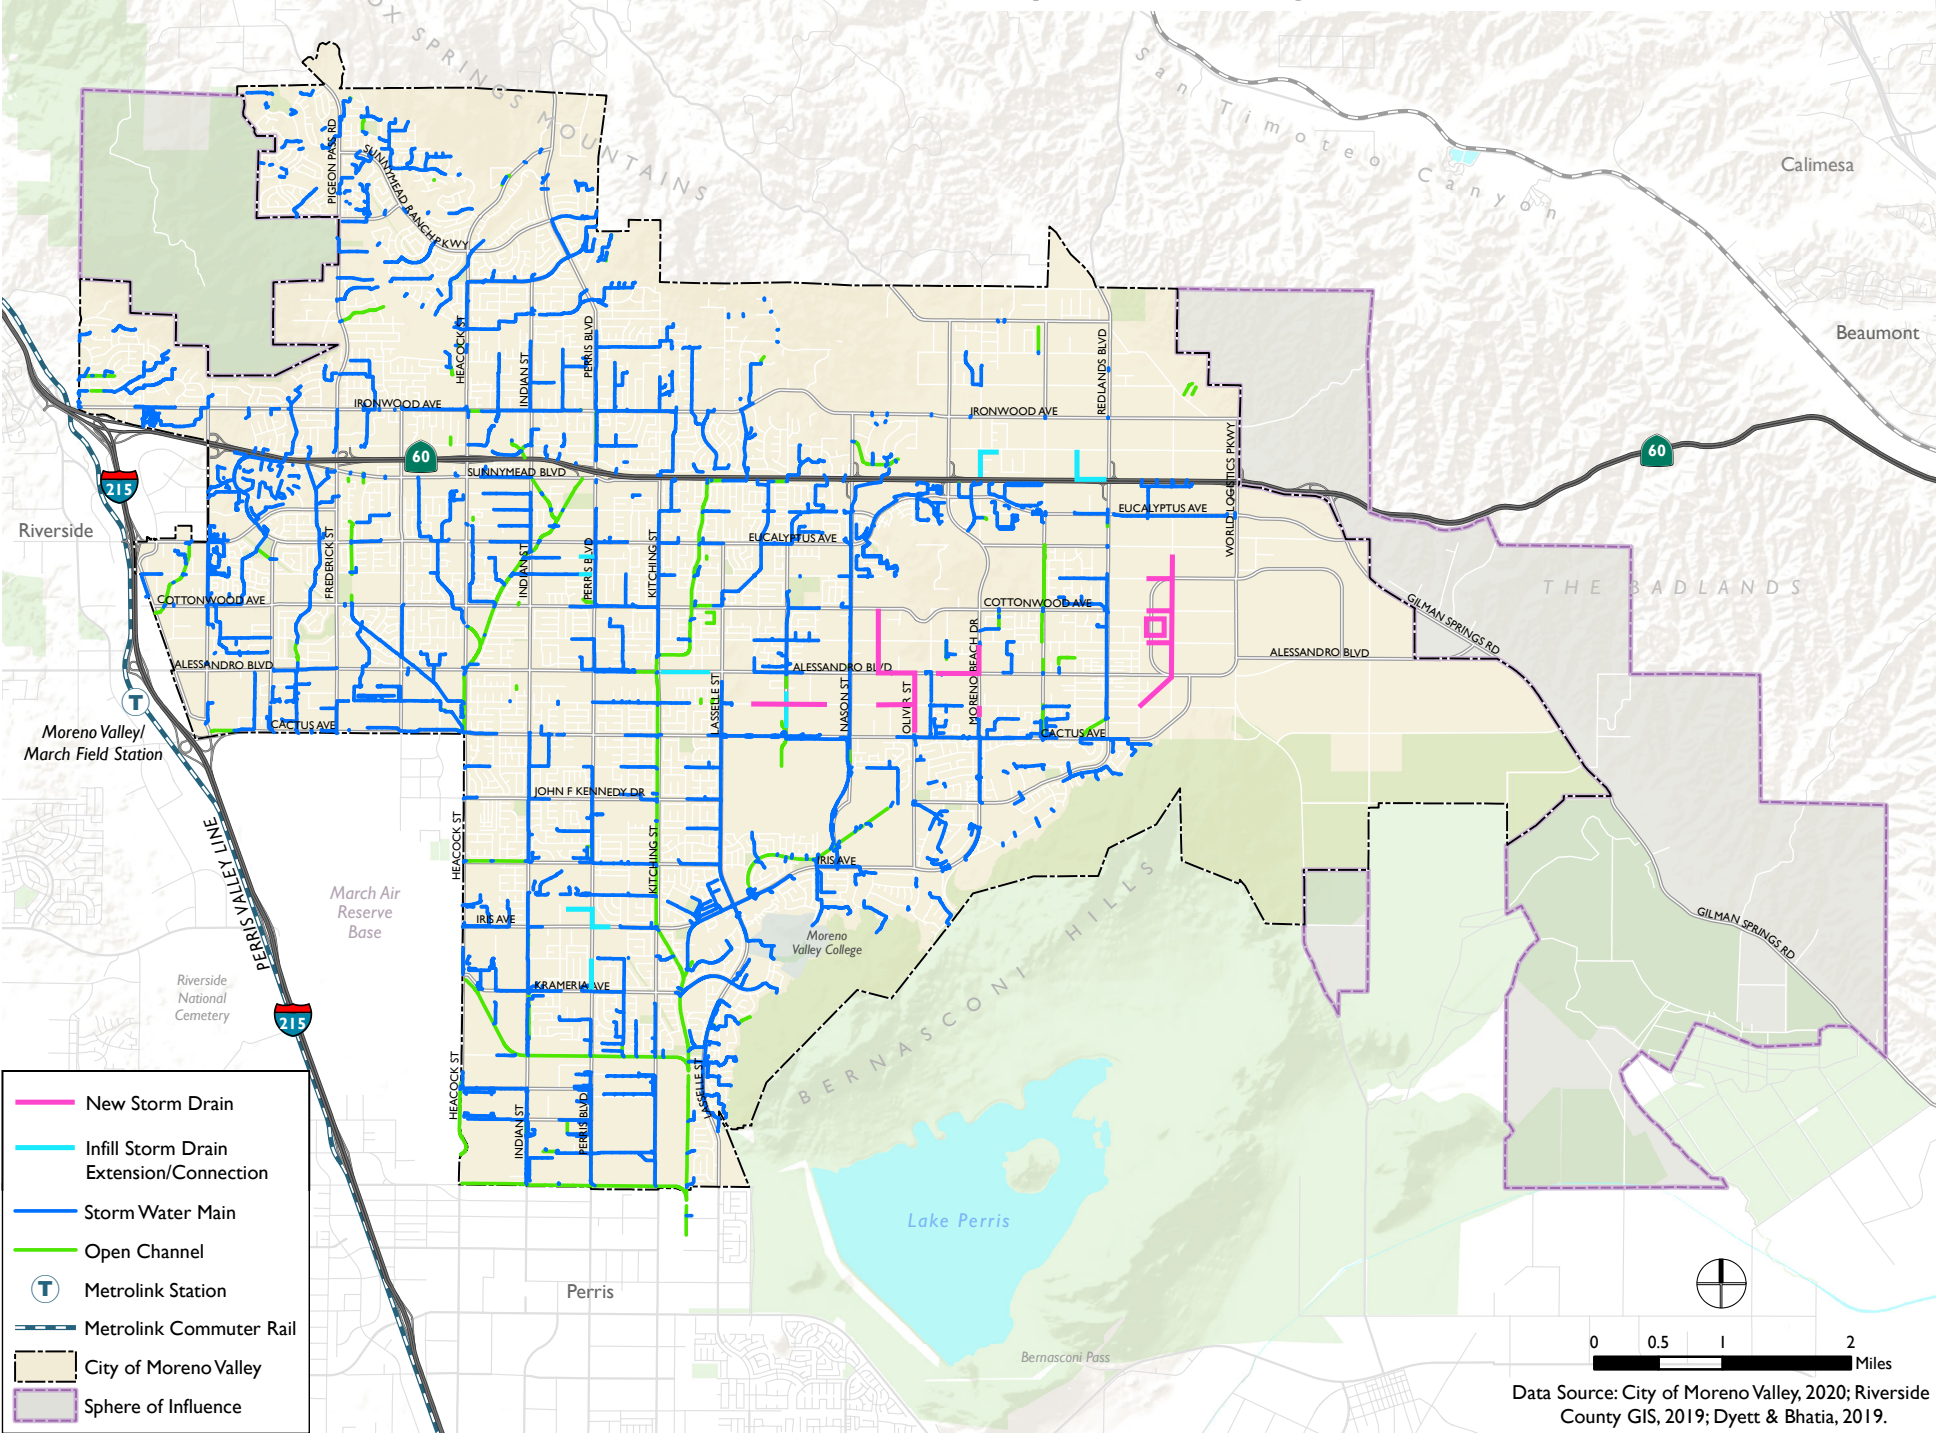 FOX SPRINGS MOUNTAINS
San Timoteo Canyon
Calimesa
Beaumont
PIGEON PASS RD
SUNNYMEAD RANCH PKWY
HEACOCK ST
INDIAN ST
PERRIS BLVD
REDLANDS BLVD
IRONWOOD AVE
IRONWOOD AVE
60
SUNNYMEAD BLVD
60
215
WORLD LOGISTICS PKWY
EUCALYPTUS AVE
Riverside
FREDERICK ST
INDIAN ST
PERRIS BLVD
KITCHING ST
EUCALYPTUS AVE
THE BADLANDS
COTTONWOOD AVE
COTTONWOOD AVE
GILMAN SPRINGS RD
ALESSANDRO BLVD
ALESSANDRO BLVD
ALESSANDRO BLVD
MORENO BEACH DR
LASSELLE ST
NASON ST
OLIVIR ST
T
Moreno Valley/
March Field Station
CACTUS AVE
CACTUS AVE
JOHN F KENNEDY DR
HEACOCK ST
KITCHING ST
IRIS AVE
PERRIS VALLEY LINE
March Air
Reserve
Base
IRIS AVE
Moreno
Valley College
BERNASCONI HILLS
GILMAN SPRINGS RD
Riverside
National
Cemetery
KRAMERIA AVE
215
HEACOCK ST
INDIAN ST
PERRIS BLVD
LASSELLE ST
Lake Perris
Perris
Bernasconi Pass
New Storm Drain
Infill Storm Drain
Extension/Connection
Storm Water Main
Open Channel
T
Metrolink Station
Metrolink Commuter Rail
City of Moreno Valley
Sphere of Influence
0 0.5 1 2
Miles
Data Source: City of Moreno Valley, 2020; Riverside
County GIS, 2019; Dyett & Bhatia, 2019.